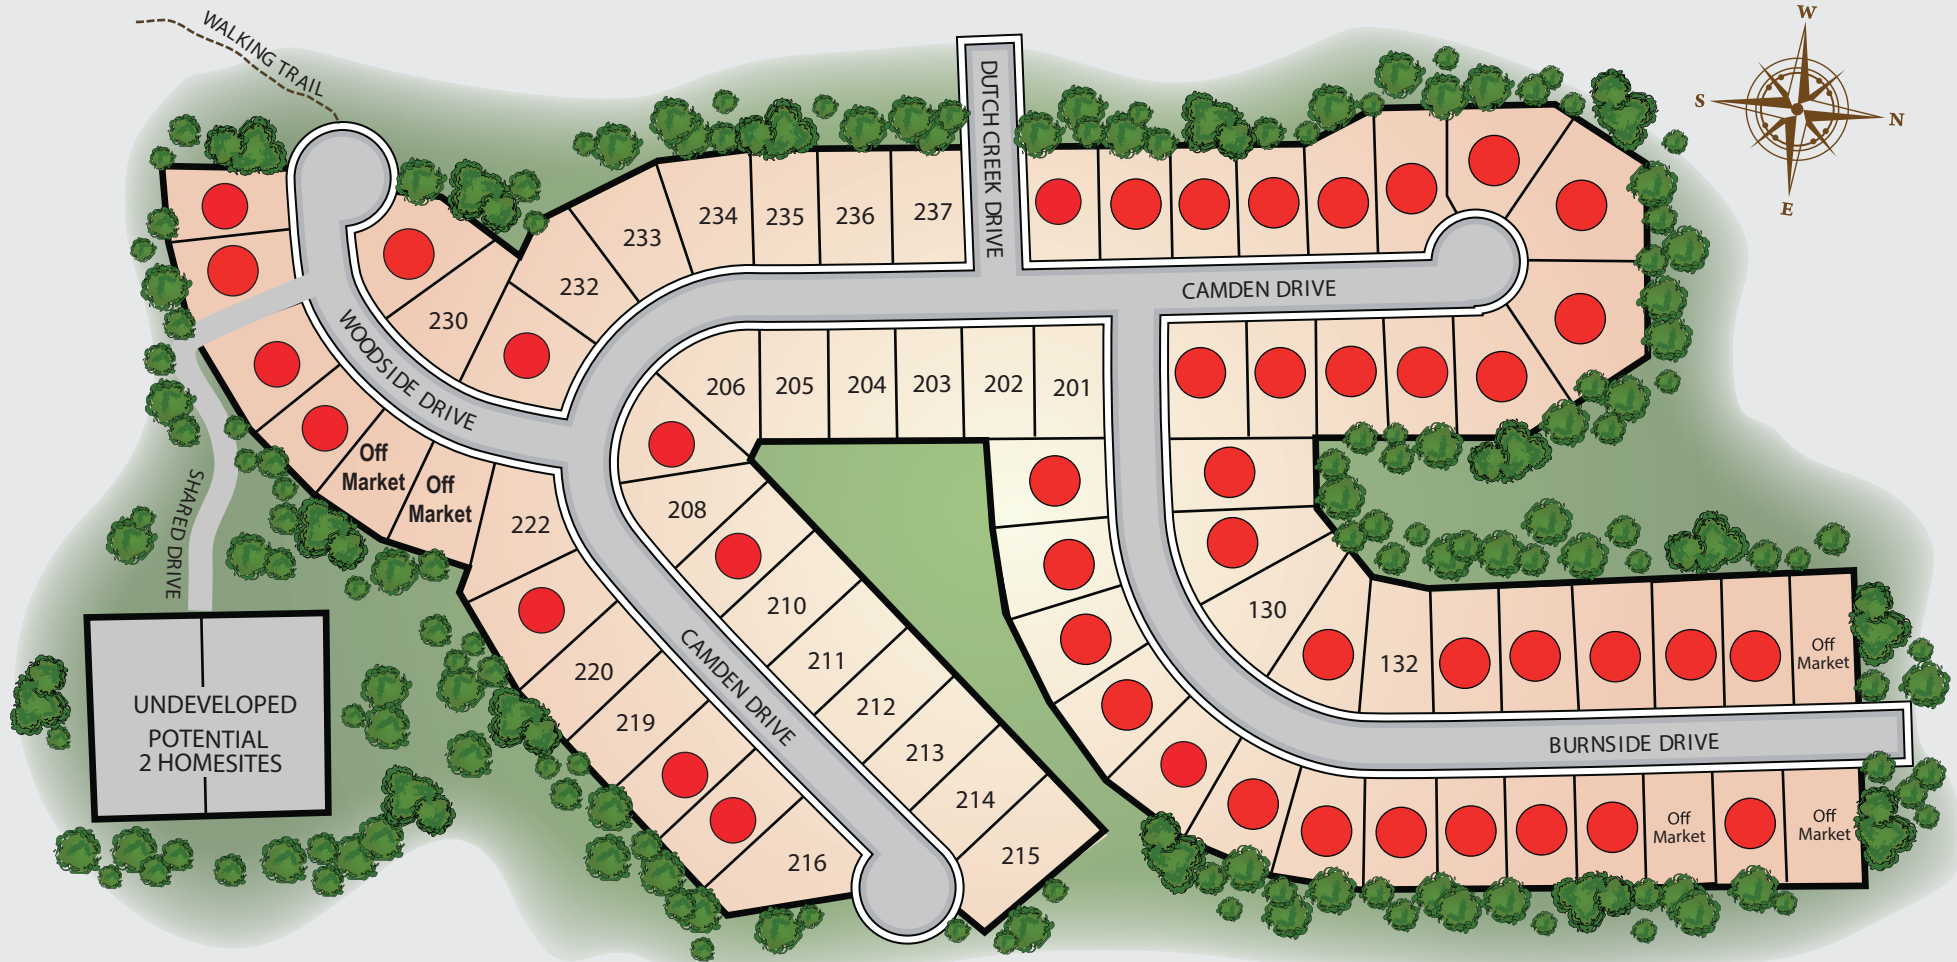 WALKING TRAIL
W
S
N
E
DUTCH CREEK DRIVE
234
235
236
237
233
232
230
CAMDEN DRIVE
WOODSIDE DRIVE
206
205
204
203
202
201
Off
Market
Off
Market
222
208
210
130
SHARED DRIVE
220
211
132
Off
Market
219
CAMDEN DRIVE
212
213
UNDEVELOPED
POTENTIAL
2 HOMESITES
BURNSIDE DRIVE
214
Off
Market
Off
Market
216
215